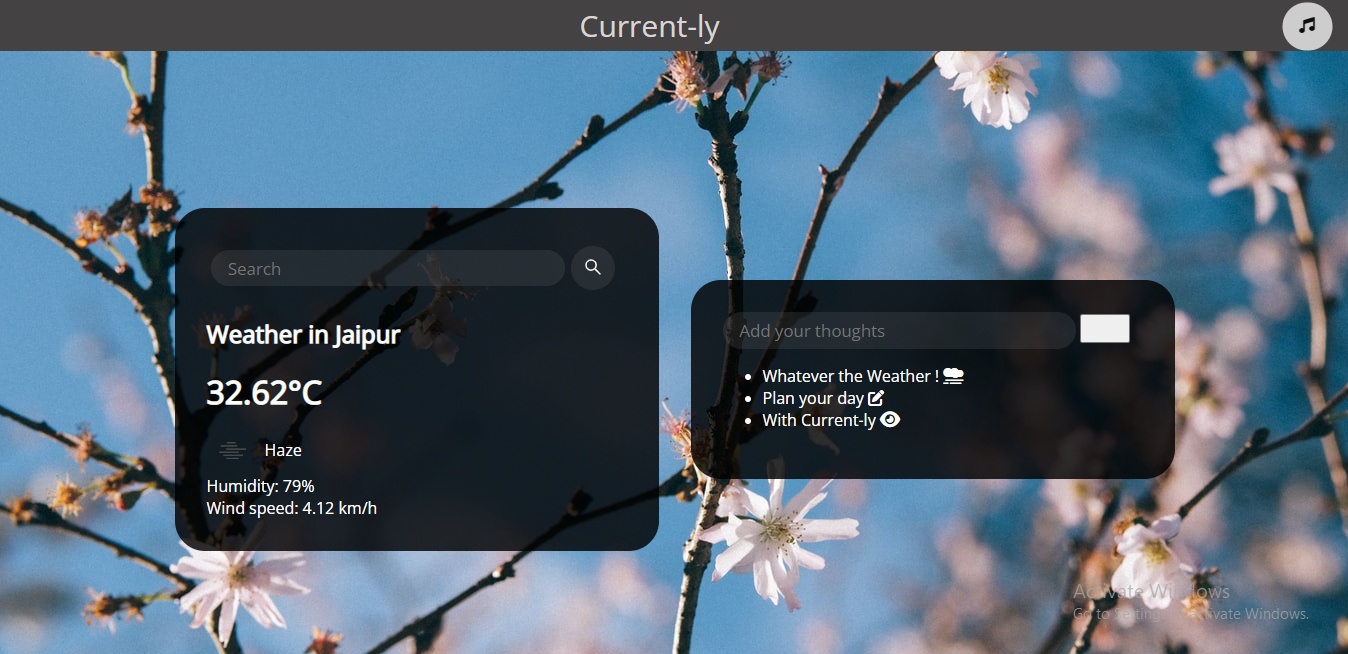 Current-ly
Search
Weather in Jaipur
32.62°C
Haze
Humidity: 79%
Wind speed: 4.12 km/h
Add your thoughts
Whatever the Weather !
Plan your day
With Current-ly
Activate Windows
Go to Settings to activate Windows.